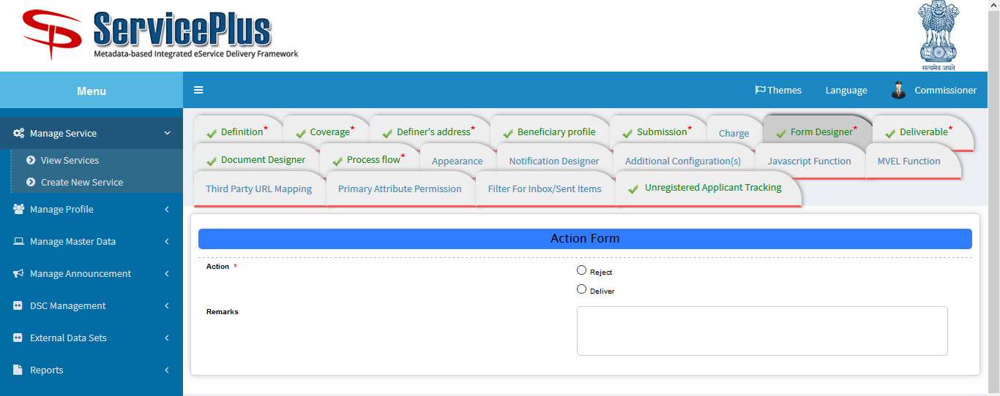 ServicePlus
Metadata-based Integrated eService Delivery Framework
सत्यमेव जयते
Menu
Themes Language Commissioner
Manage Service
View Services
Create New Service
Manage Profile
Manage Master Data
Manage Announcement
DSC Management
External Data Sets
Reports
Definition* Coverage* Definer's address* Beneficiary profile Submission* Charge Form Designer* Deliverable*
Document Designer Process flow* Appearance Notification Designer Additional Configuration(s) Javascript Function MVEL Function
Third Party URL Mapping Primary Attribute Permission Filter For Inbox/Sent Items Unregistered Applicant Tracking
Action Form
Action * Reject
Deliver
Remarks